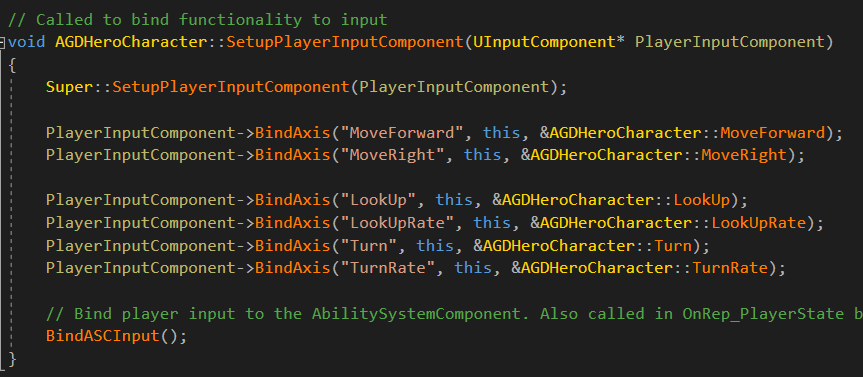 // Called to bind functionality to input
void AGDHeroCharacter::SetupPlayerInputComponent(UInputComponent* PlayerInputComponent)
{
Super::SetupPlayerInputComponent(PlayerInputComponent);
PlayerInputComponent->BindAxis("MoveForward", this, &AGDHeroCharacter::MoveForward);
PlayerInputComponent->BindAxis("MoveRight", this, &AGDHeroCharacter::MoveRight);
PlayerInputComponent->BindAxis("LookUp", this, &AGDHeroCharacter::LookUp);
PlayerInputComponent->BindAxis("LookUpRate", this, &AGDHeroCharacter::LookUpRate);
PlayerInputComponent->BindAxis("Turn", this, &AGDHeroCharacter::Turn);
PlayerInputComponent->BindAxis("TurnRate", this, &AGDHeroCharacter::TurnRate);
// Bind player input to the AbilitySystemComponent. Also called in OnRep_PlayerState b
BindASCInput();
}